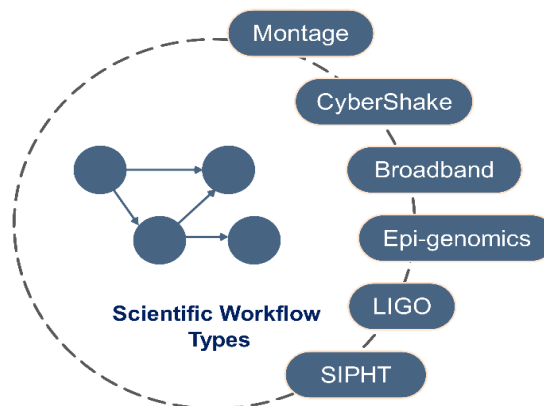 Montage
CyberShake
Broadband
Epi-genomics
LIGO
SIPHT
Scientific Workflow
Types